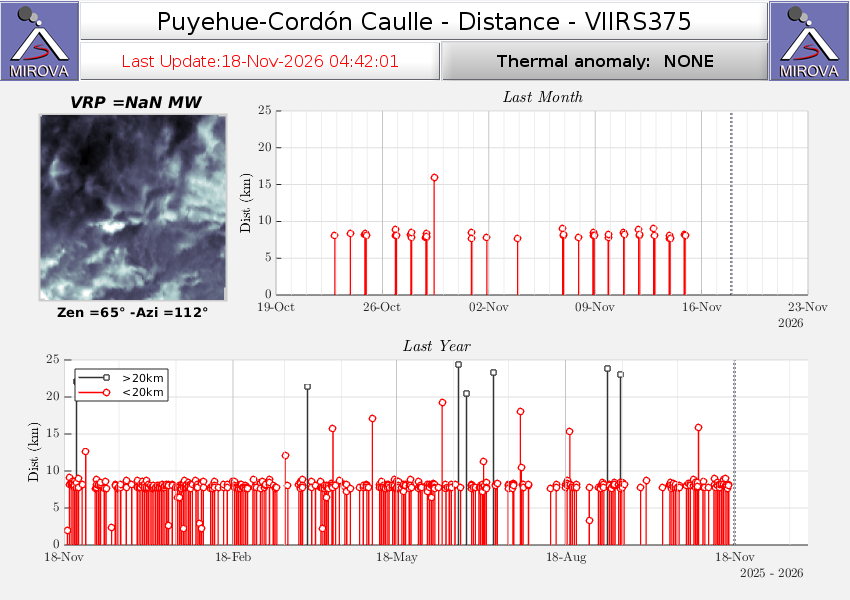 MIROVA
Puyehue-Cordón Caulle - Distance - VIIRS375
MIROVA
Last Update:18-Nov-2026 04:42:01
Thermal anomaly: NONE
VRP =NaN MW
Zen =65° -Azi =112°
Last Month
Dist (km)
25
20
15
10
5
0
19-Oct
26-Oct
02-Nov
09-Nov
16-Nov
23-Nov
2026
Last Year
Dist (km)
25
20
15
10
5
0
>20km
<20km
18-Nov
18-Feb
18-May
18-Aug
18-Nov
2025 - 2026